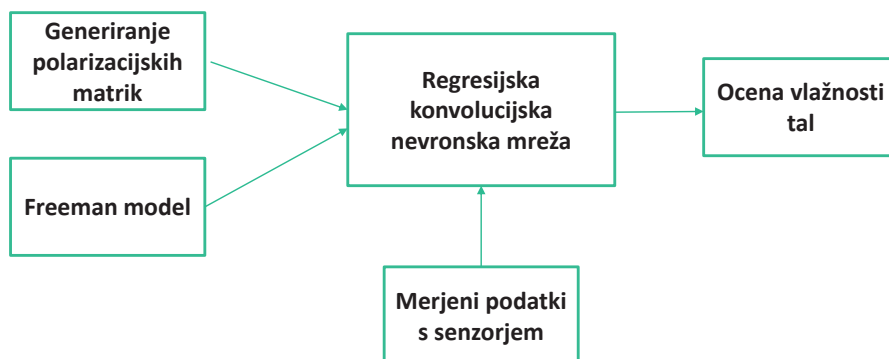 Generiranje
polarizacijskih
matrik
Regresijska
konvolucijska
nevronska mreža
Ocena vlažnosti
tal
Freeman model
Merjeni podatki
s senzorjem